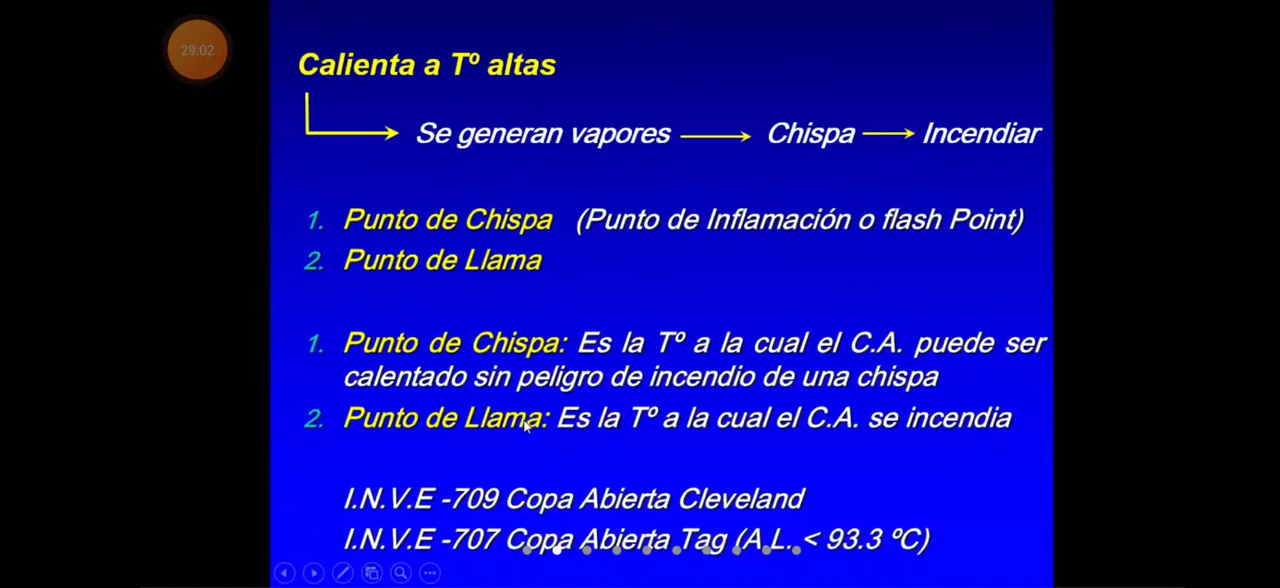 29:02
Calienta a Tº altas
Se generan vapores Chispa Incendiar
1. Punto de Chispa (Punto de Inflamación o flash Point)
2. Punto de Llama
1. Punto de Chispa: Es la Tº a la cual el C.A. puede ser
calentado sin peligro de incendio de una chispa
2. Punto de Llama: Es la Tº a la cual el C.A. se incendia
I.N.V.E -709 Copa Abierta Cleveland
I.N.V.E -707 Copa Abierta Tag (A.L. < 93.3 ºC)